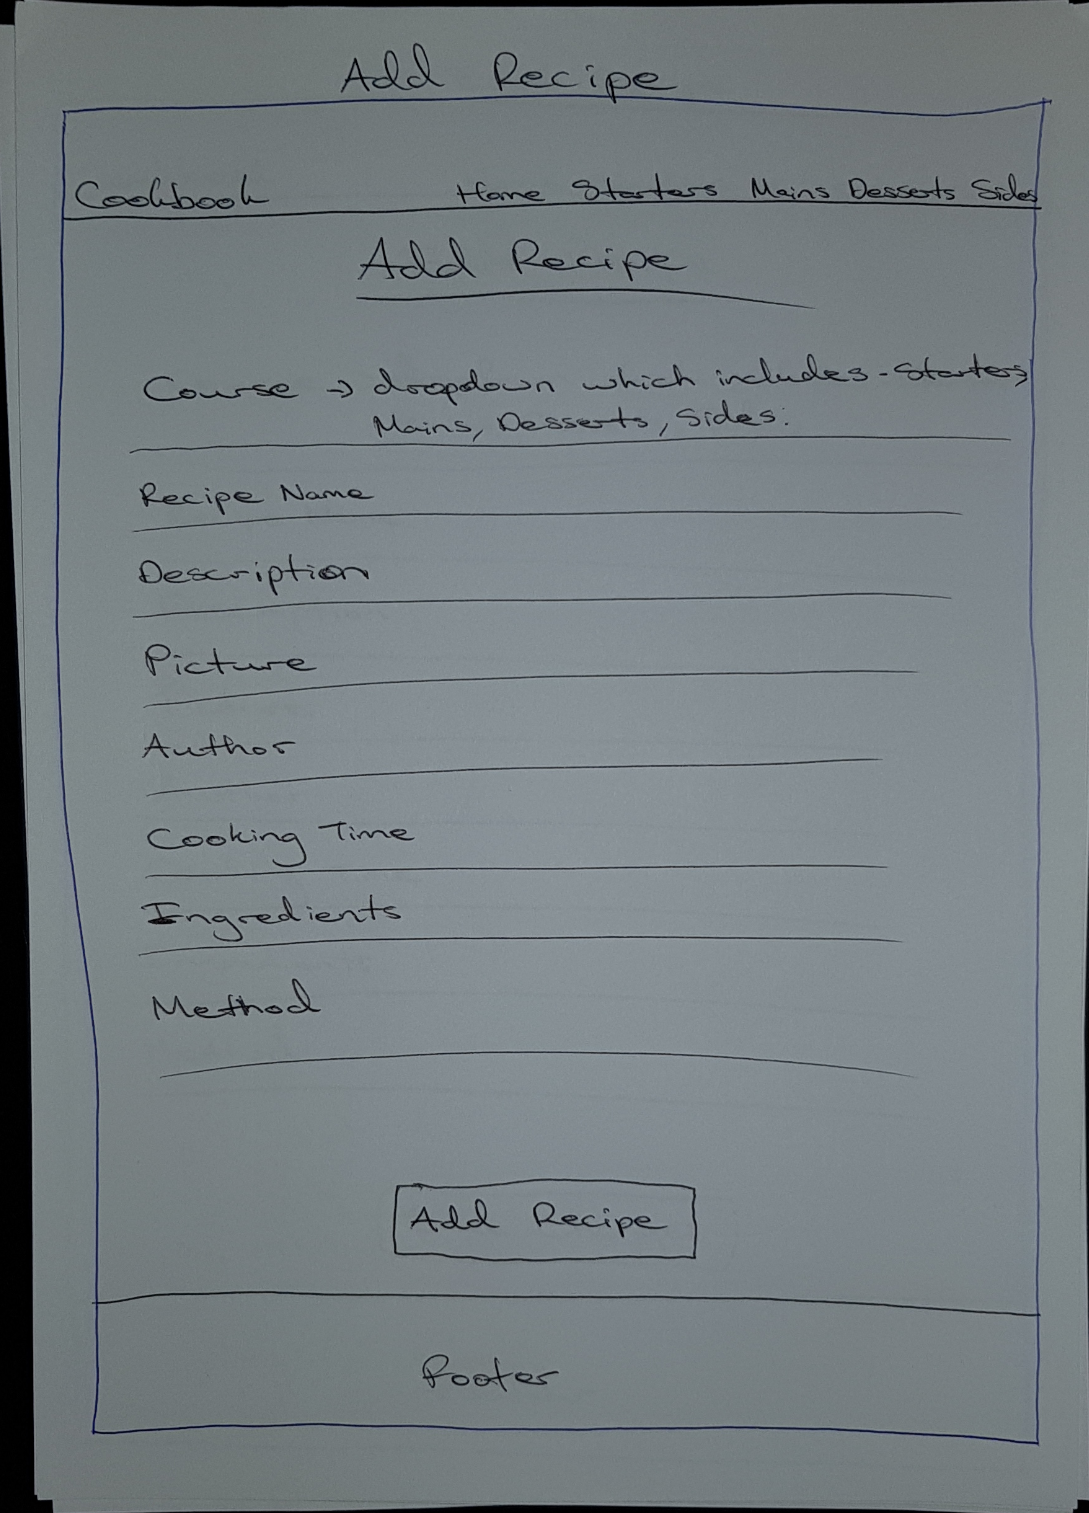 Add Recipe
Cookbook Home Starters Mains Desserts Sides
Add Recipe
Course → dropdown which includes - Starters,
Mains, Desserts, Sides.
Recipe Name
Description
Picture
Author
Cooking Time
Ingredients
Method
Add Recipe
Footer